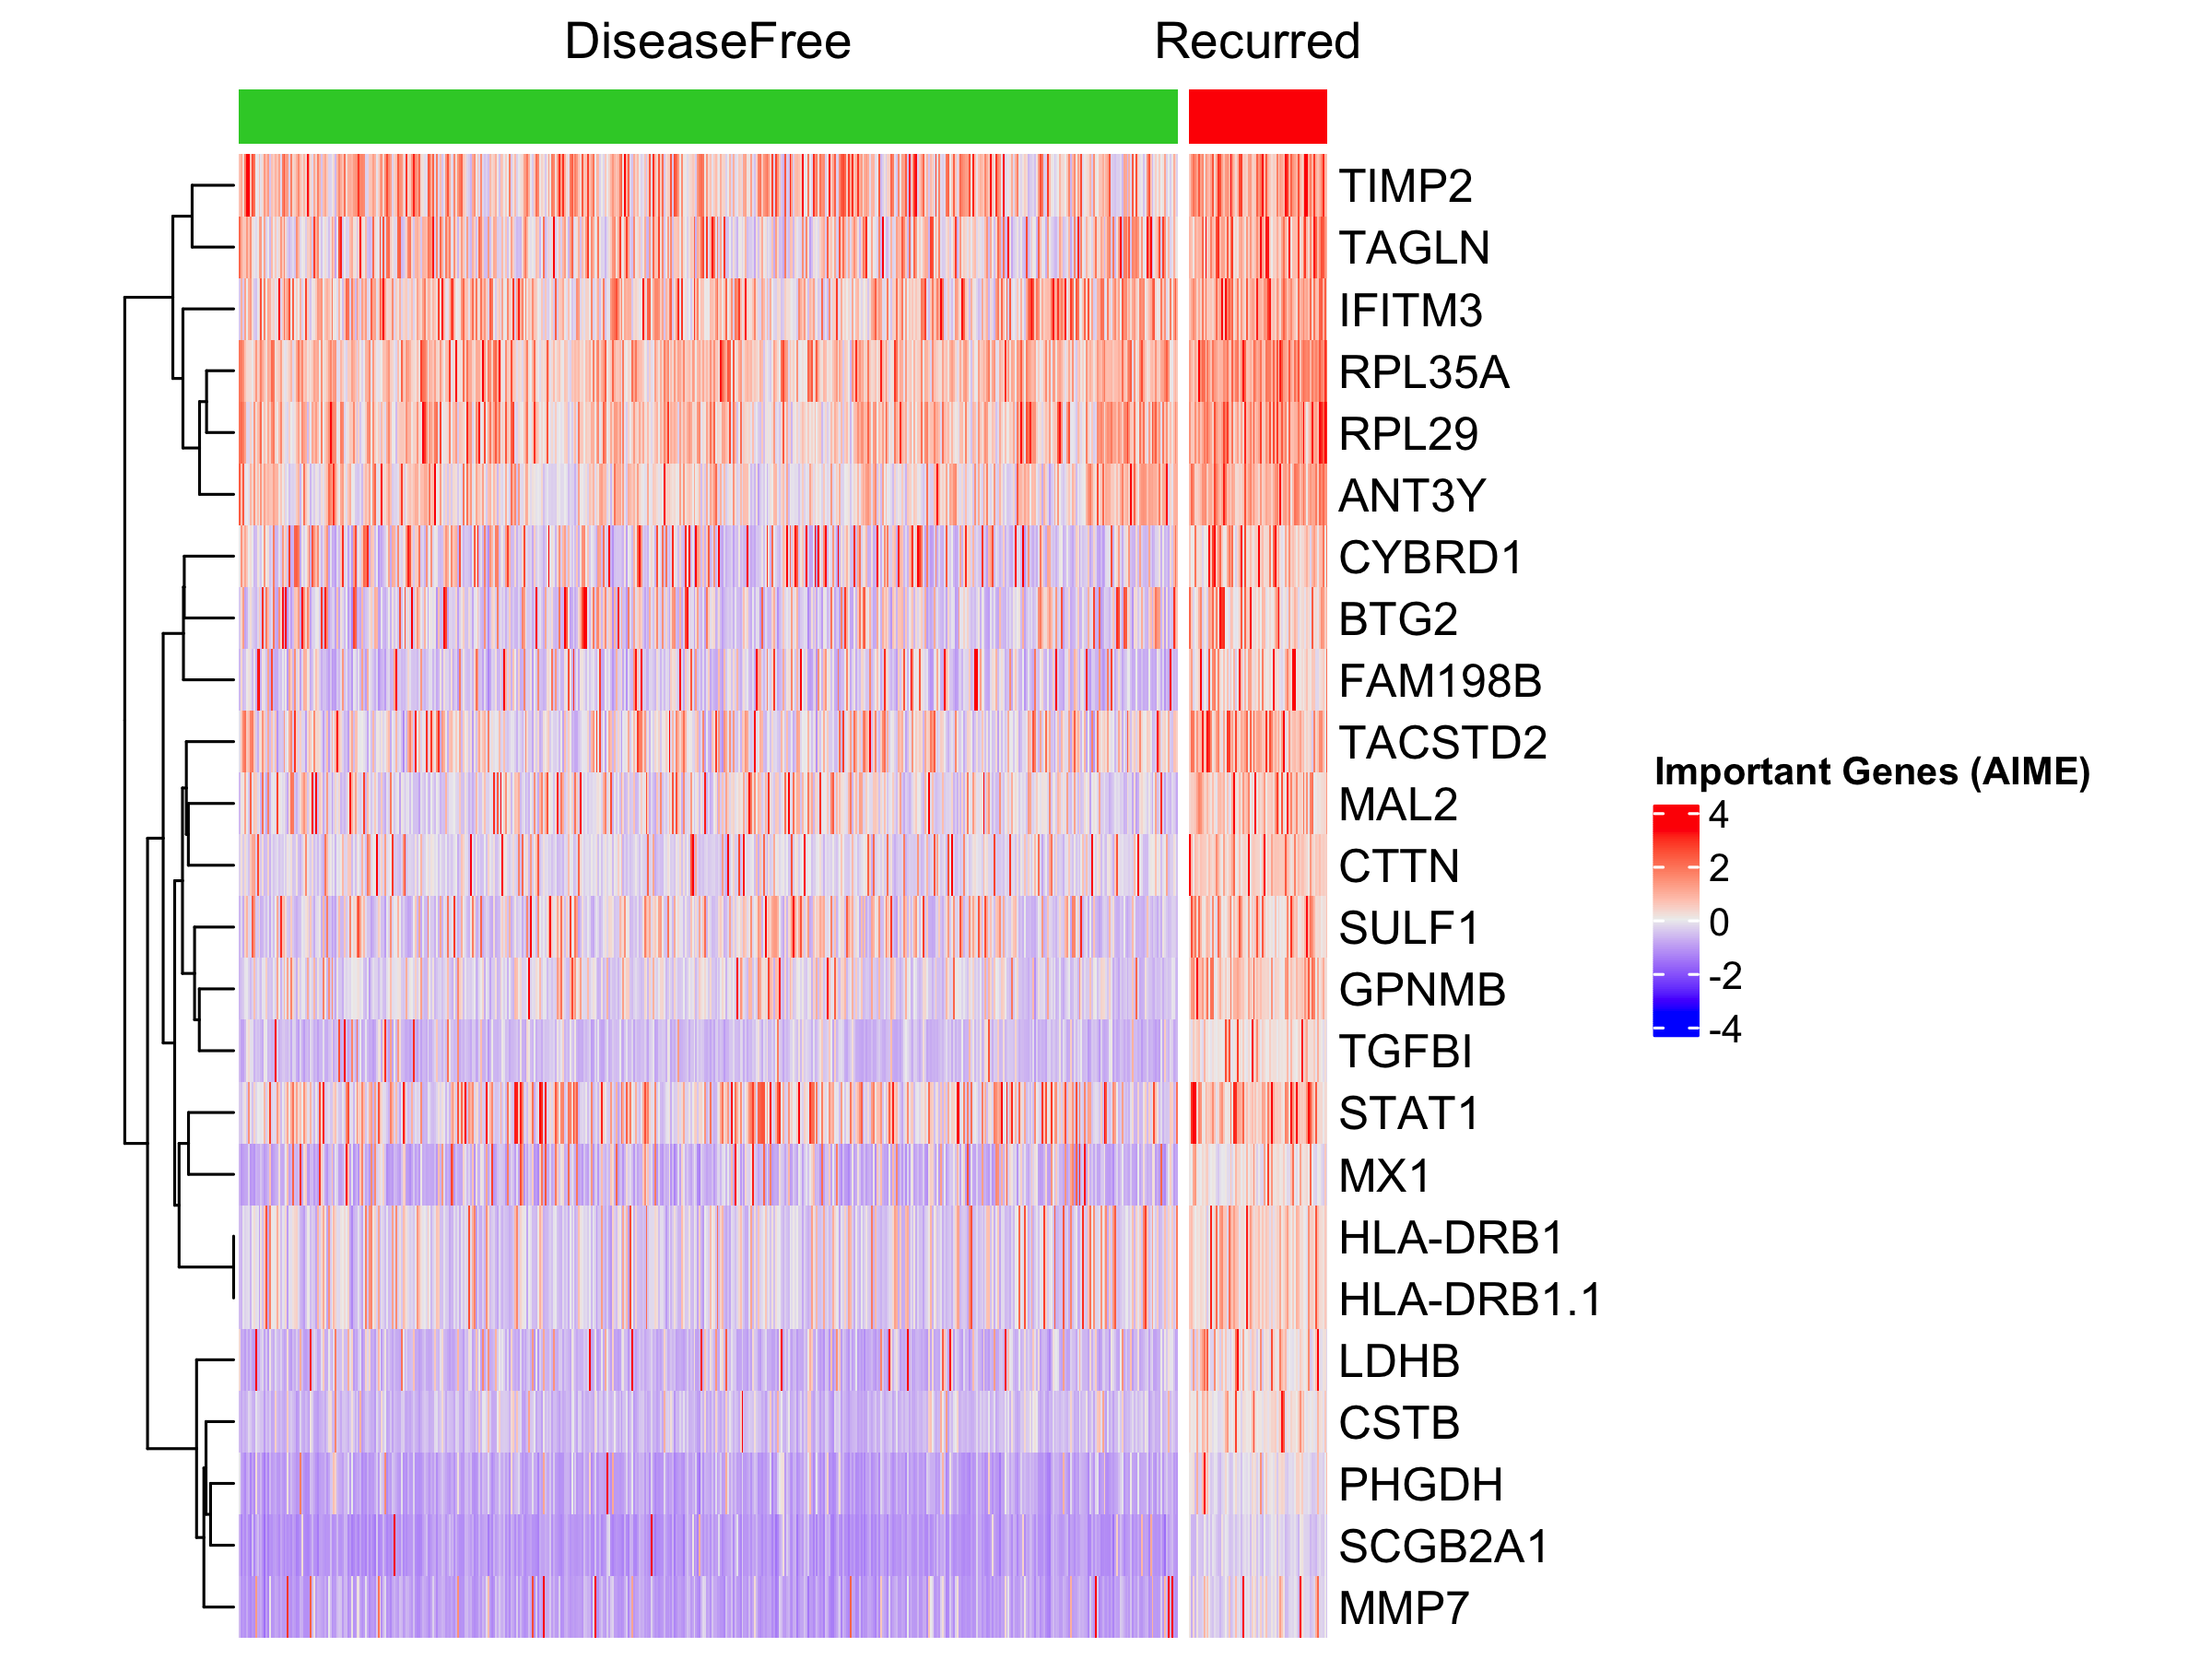 DiseaseFree
Recurred
TIMP2
TAGLN
IFITM3
RPL35A
RPL29
ANT3Y
CYBRD1
BTG2
FAM198B
TACSTD2
MAL2
CTTN
SULF1
GPNMB
TGFBI
STAT1
MX1
HLA-DRB1
HLA-DRB1.1
LDHB
CSTB
PHGDH
SCGB2A1
MMP7
Important Genes (AIME)
4
2
0
-2
-4